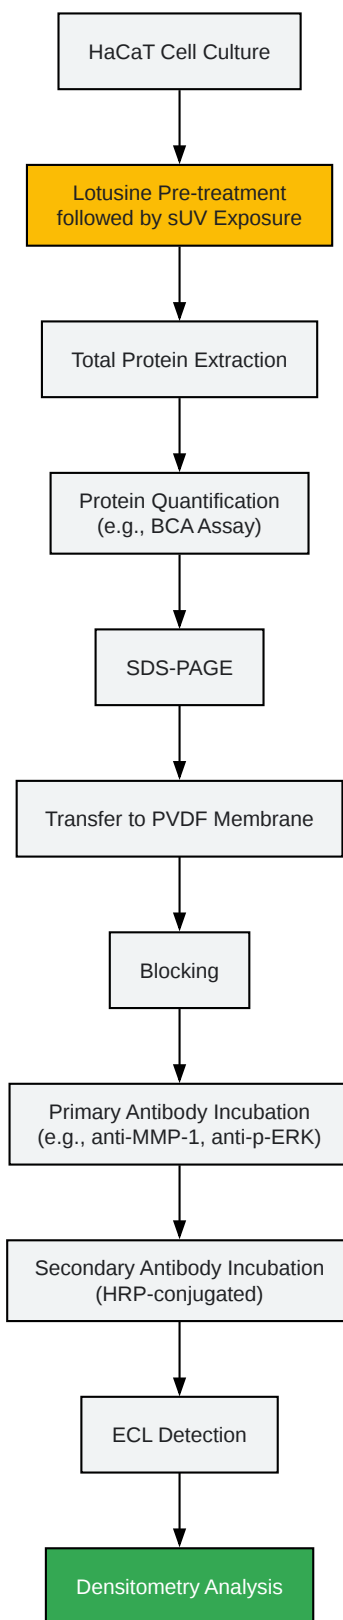 HaCaT Cell Culture
Lotusine Pre-treatment
followed by sUV Exposure
Total Protein Extraction
Protein Quantification
(e.g., BCA Assay)
SDS-PAGE
Transfer to PVDF Membrane
Blocking
Primary Antibody Incubation
(e.g., anti-MMP-1, anti-p-ERK)
Secondary Antibody Incubation
(HRP-conjugated)
ECL Detection
Densitometry Analysis